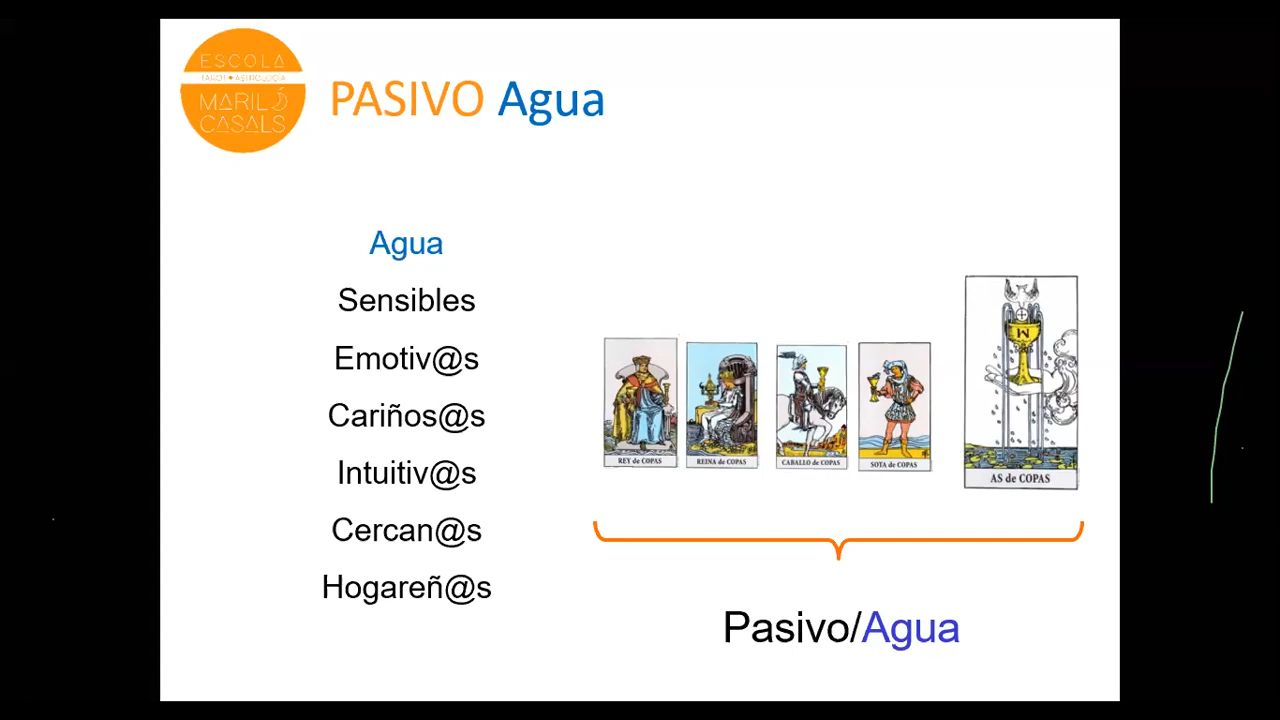 ESCOLA
TAROT • ASTROLOGIA
MARILÓ
CASALS
PASIVO Agua
Agua
Sensibles
Emotiv@s
Cariños@s
Intuitiv@s
Cercan@s
Hogareñ@s
REY de COPAS
REINA de COPAS
CABALLO de COPAS
SOTA de COPAS
AS de COPAS
Pasivo/Agua